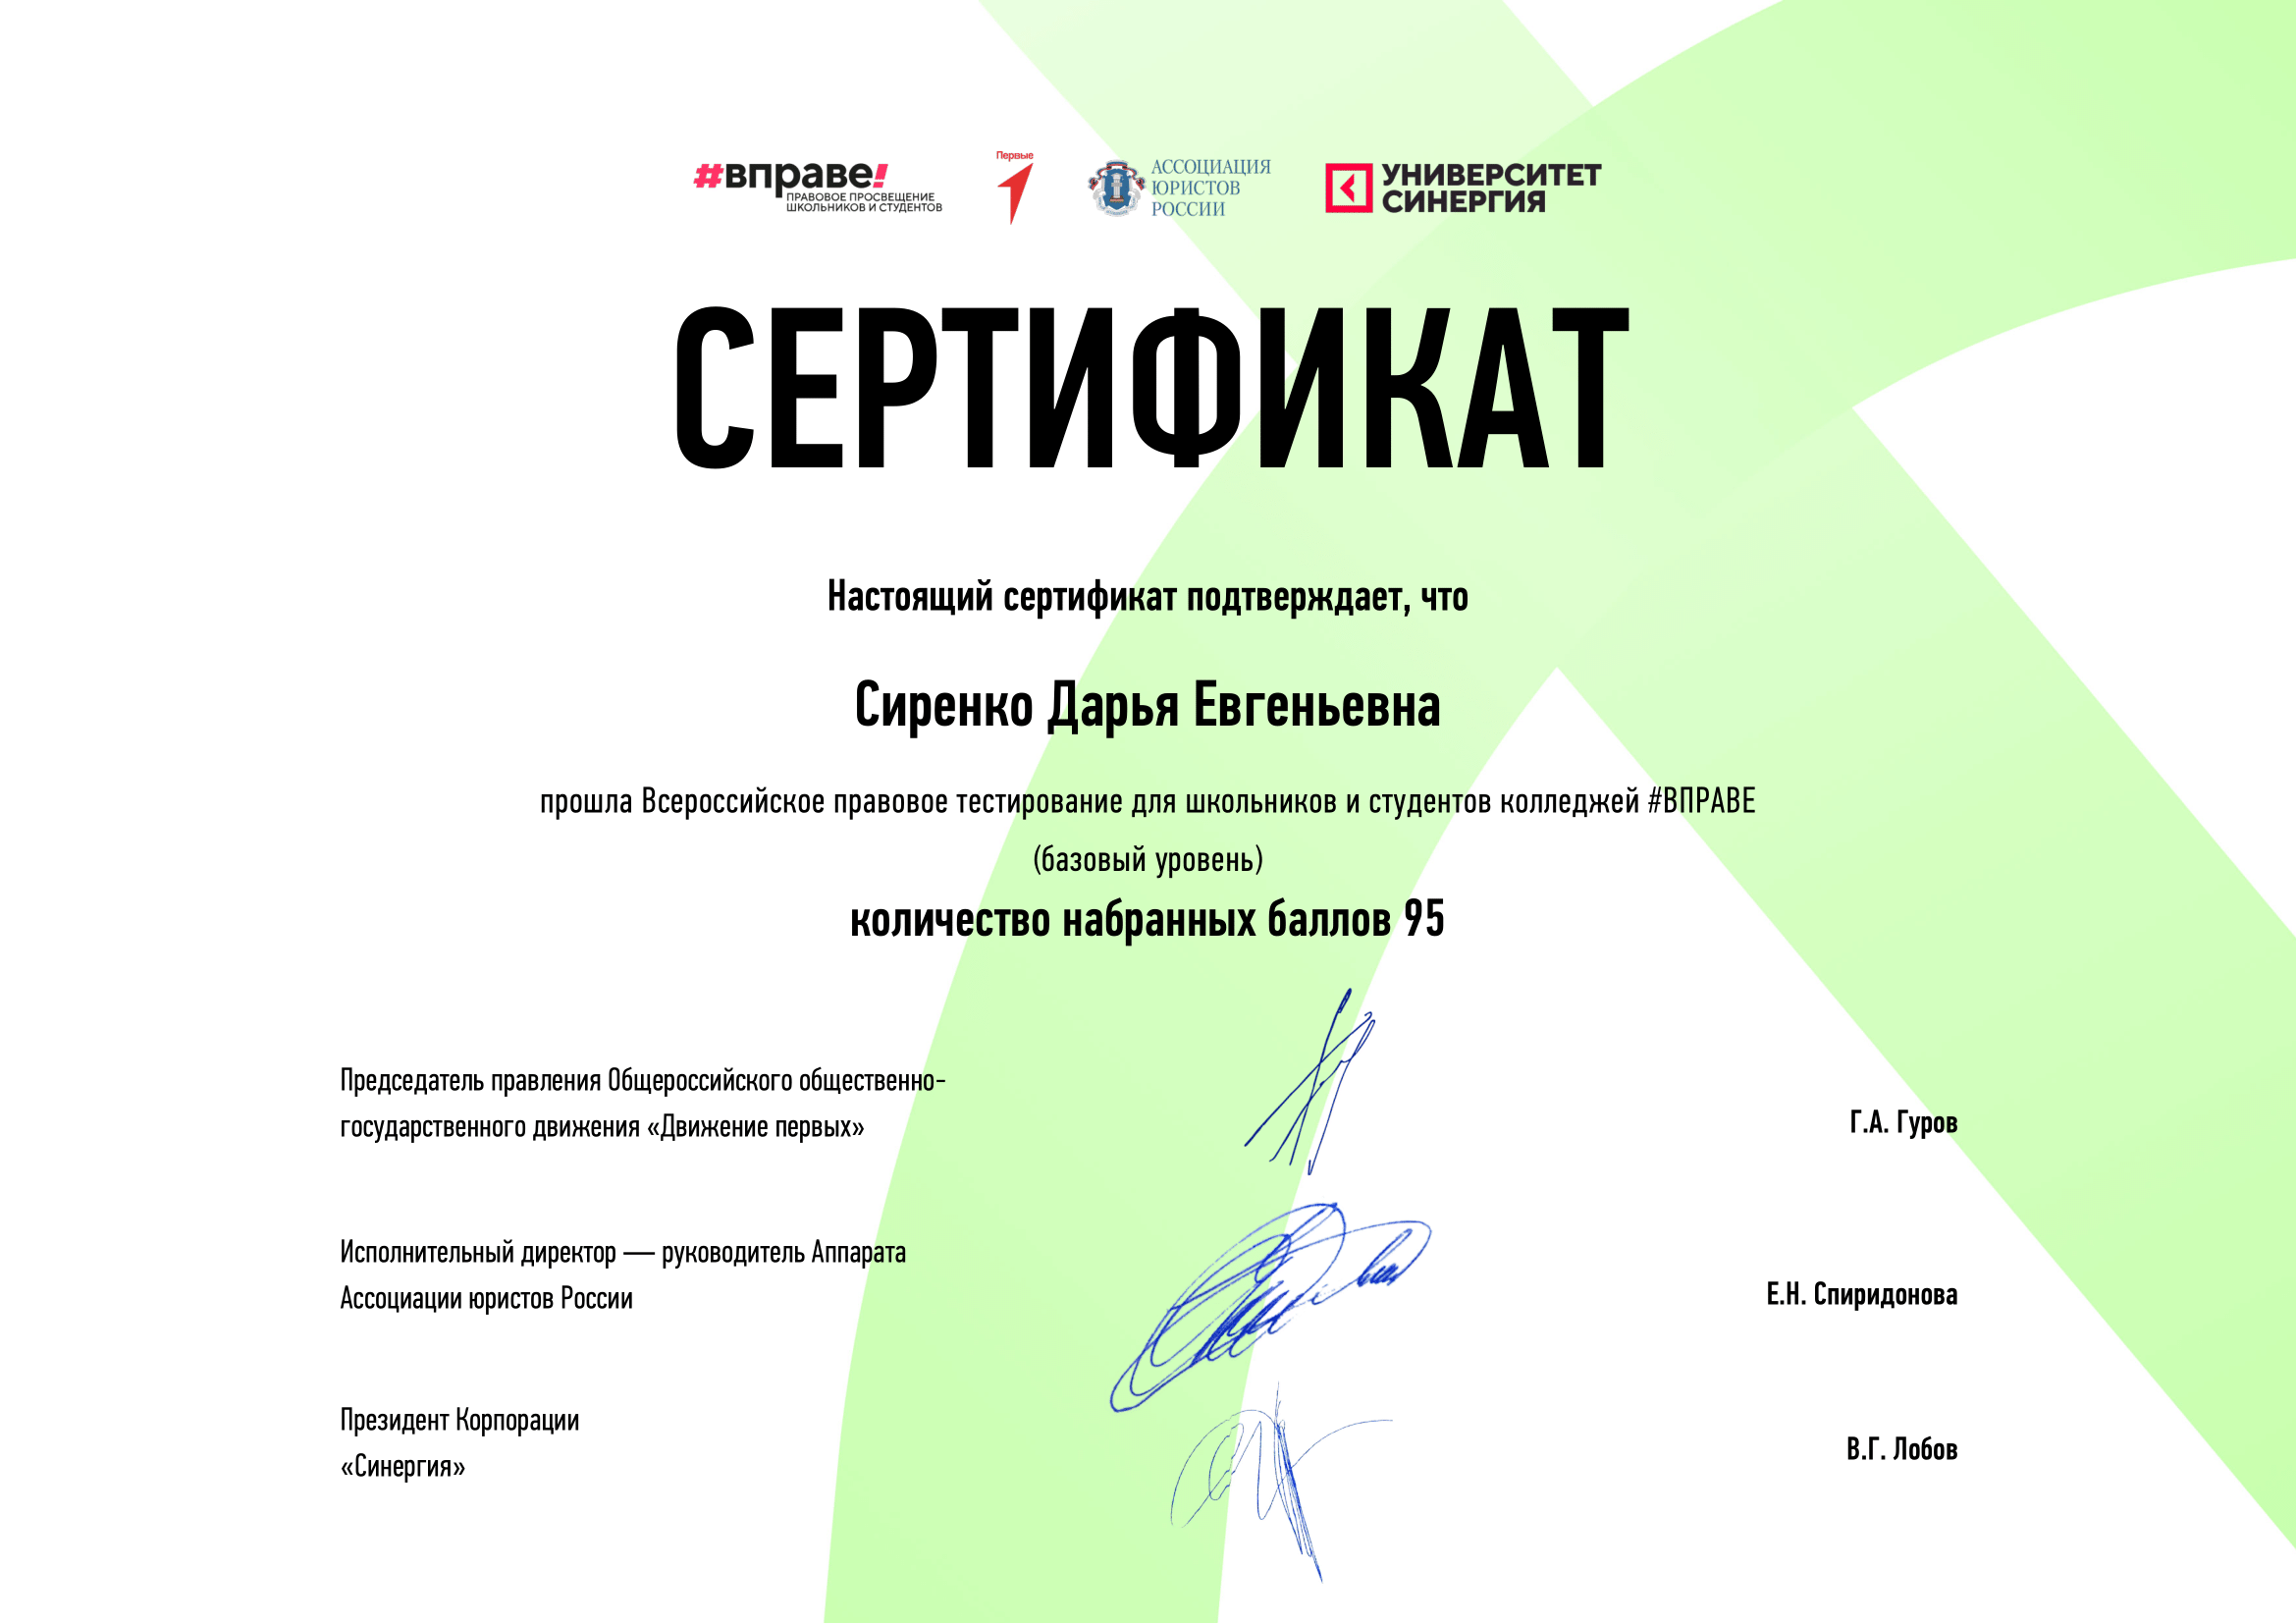 #вправе!
ПРАВОВОЕ ПРОСВЕЩЕНИЕ
ШКОЛЬНИКОВ И СТУДЕНТОВ
Первые
АССОЦИАЦИЯ
ЮРИСТОВ
РОССИИ
УНИВЕРСИТЕТ
СИНЕРГИЯ
СЕРТИФИКАТ
Настоящий сертификат подтверждает, что
Сиренко Дарья Евгеньевна
прошла Всероссийское правовое тестирование для школьников и студентов колледжей #ВПРАВЕ
(базовый уровень)
количество набранных баллов 95
Председатель правления Общероссийского общественно-
государственного движения «Движение первых»
Г.А. Гуров
Исполнительный директор — руководитель Аппарата
Ассоциации юристов России
Е.Н. Спиридонова
Президент Корпорации
«Синергия»
В.Г. Лобов